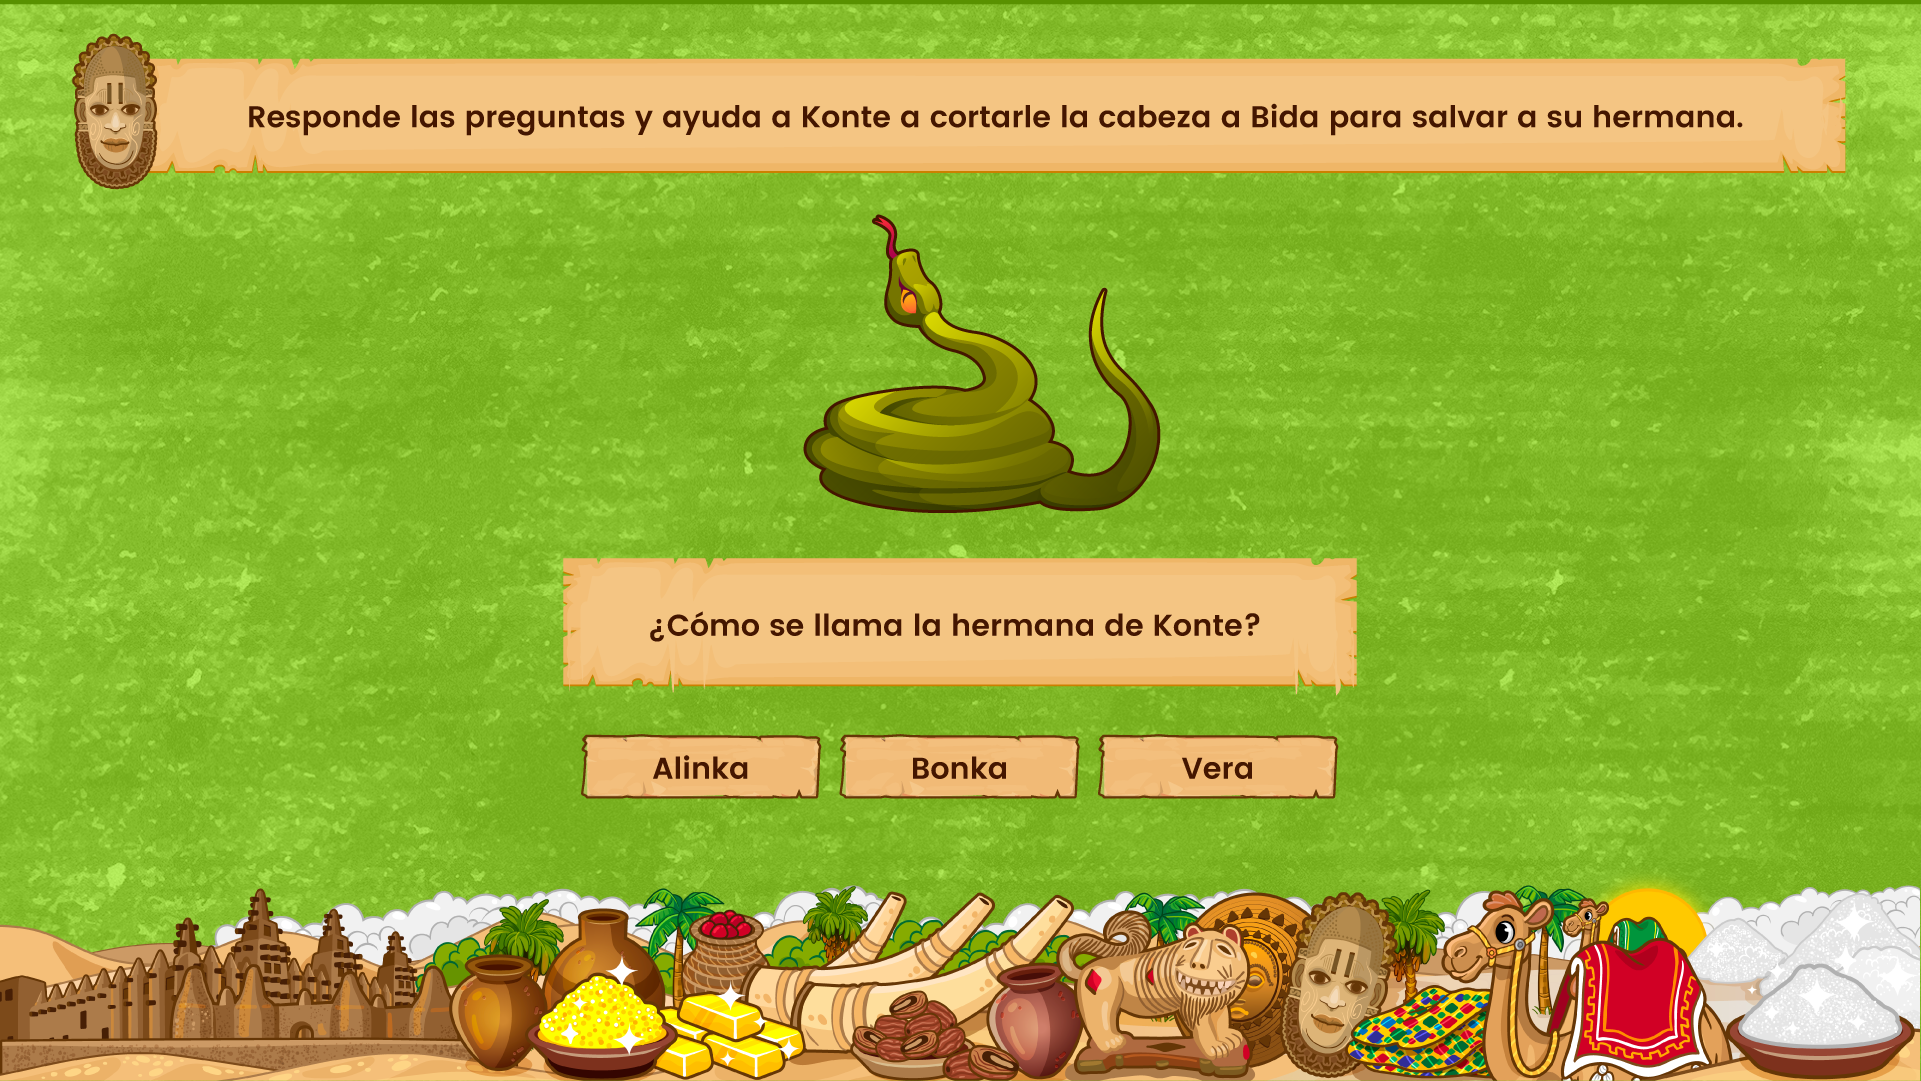 Responde las preguntas y ayuda a Konte a cortarle la cabeza a Bida para salvar a su hermana.
¿Cómo se llama la hermana de Konte?
Alinka
Bonka
Vera